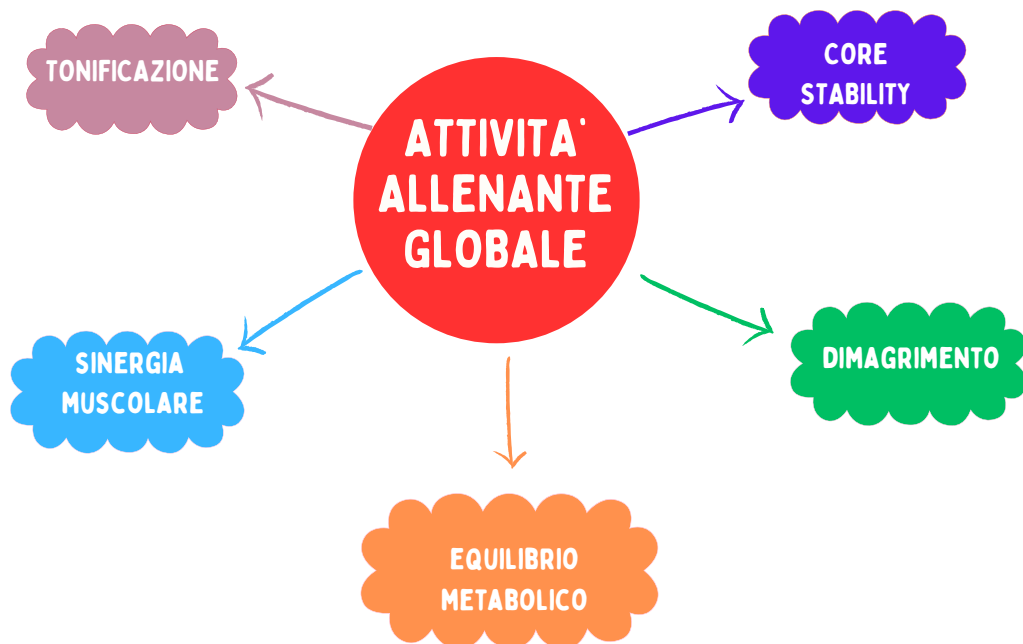 TONIFICAZIONE
CORE
STABILITY
ATTIVITA'
ALLENANTE
GLOBALE
SINERGIA
MUSCOLARE
DIMAGRIMENTO
EQUILIBRIO
METABOLICO